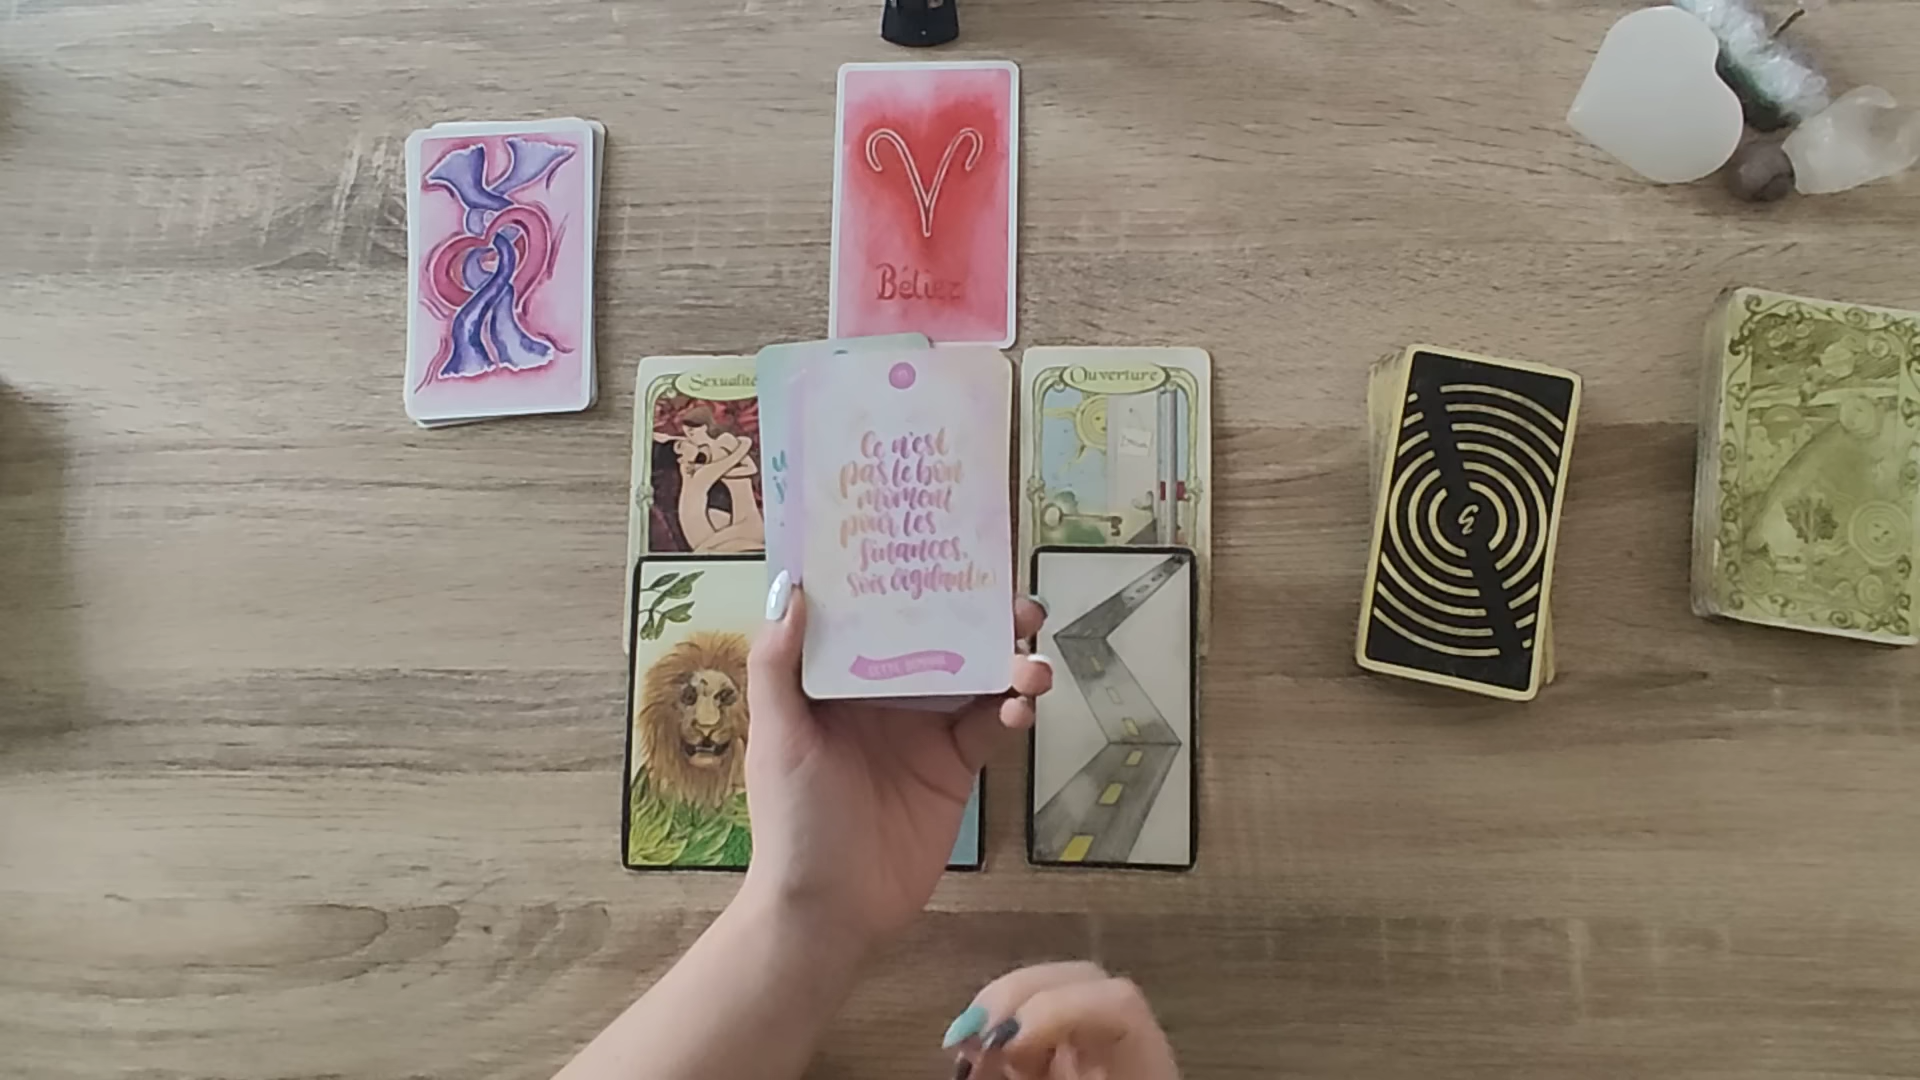 Bélier
Sexualité
Ouverture
Ce n'est
pas le bon
moment
pour les
finances.
Sois vigilant(e)